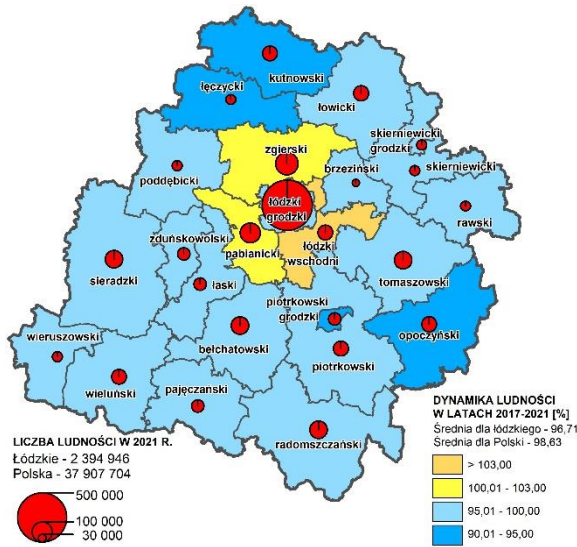 kutnowski
łęczycki
łowicki
skierniewicki
grodzki
zgierski
brzeziński
skierniewicki
poddębicki
łódzki
grodzki
rawski
zduńskowolski
łódzki
wschodni
pabianicki
sieradzki
tomaszowski
łaski
piotrkowski
grodzki
opoczyński
wieruszowski
bełchatowski
piotrkowski
wieluński
pajęczański
radomszczański
LICZBA LUDNOŚCI W 2021 R.
Łódzkie - 2 394 946
Polska - 37 907 704
500 000
100 000
30 000
DYNAMIKA LUDNOŚCI
W LATACH 2017-2021 [%]
Średnia dla łódzkiego - 96,71
Średnia dla Polski - 98,63
> 103,00
100,01 - 103,00
95,01 - 100,00
90,01 - 95,00